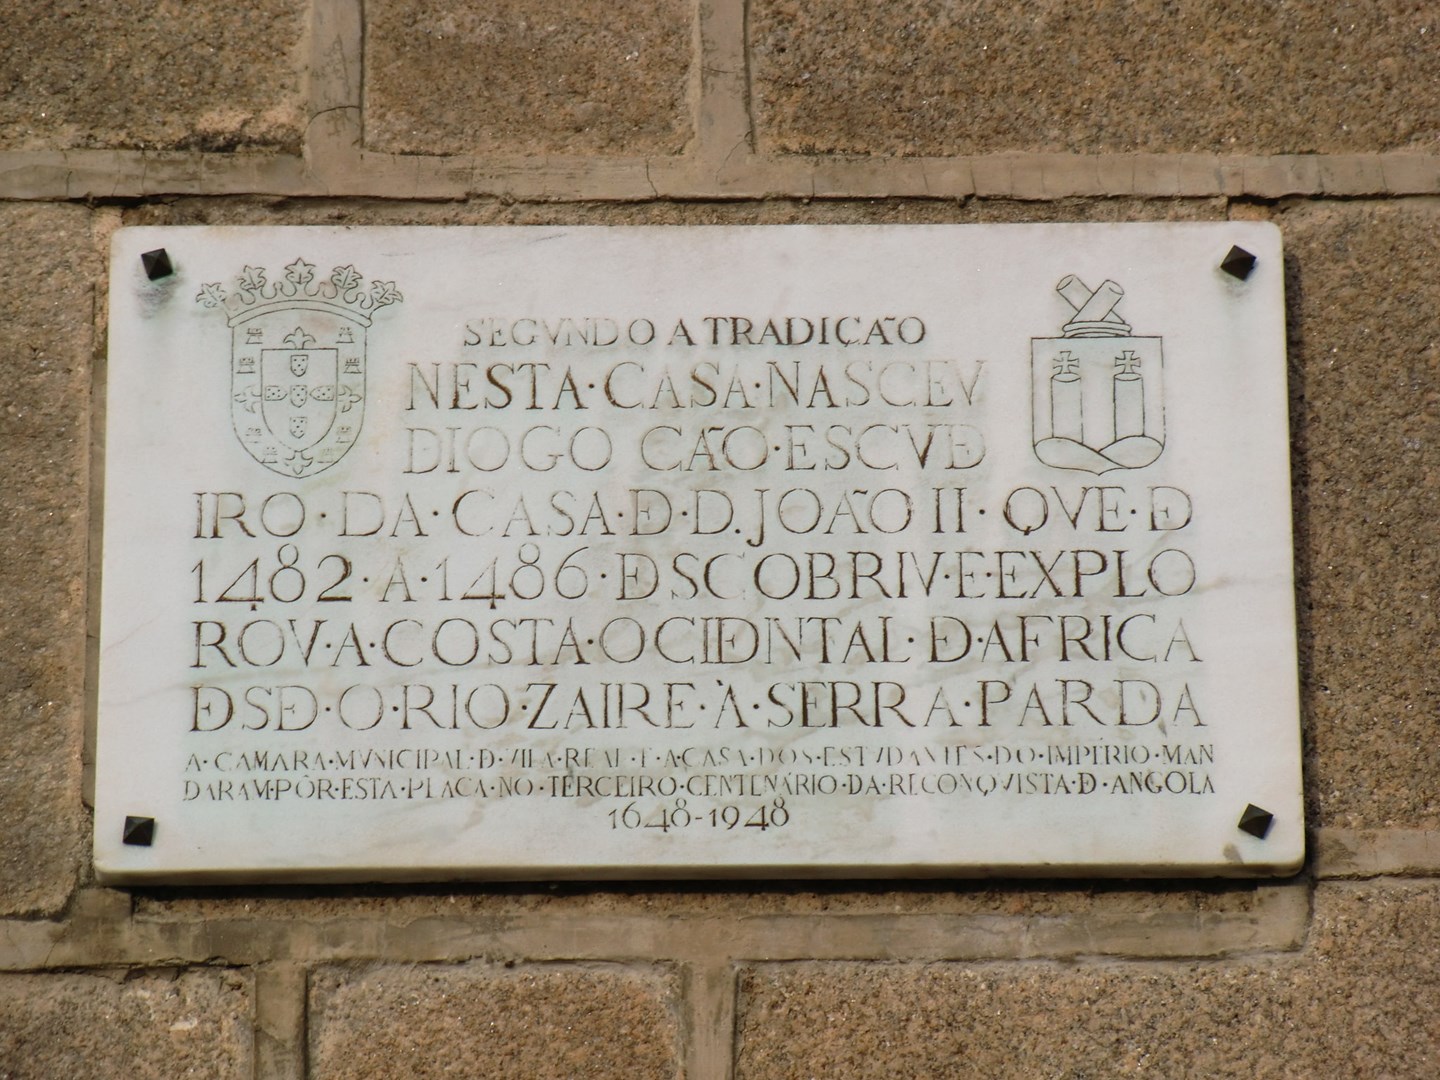 SEGVNDO A TRADIÇÃO
NESTA·CASA·NASCEV
DIOGO CÃO·ESCVD
IRO·DA·CASA·D·D.JOÃO II·QVE·D
1482·A·1486·DSCOBRIV·E·EXPLO
ROV·A·COSTA·OCIDNTAL·D·AFRICA
DSD·O·RIO·ZAIRE·À·SERRA·PARDA
A·CAMARA·MVNICIPAL·D·VILA·REAL·E·A·CASA·DOS·ESTVDANTES·DO·IMPÉRIO·MAN
DARAM·PÔR·ESTA·PLACA·NO·TERCEIRO·CENTENÁRIO·DA·RECONQVISTA·D·ANGOLA
1648-1948